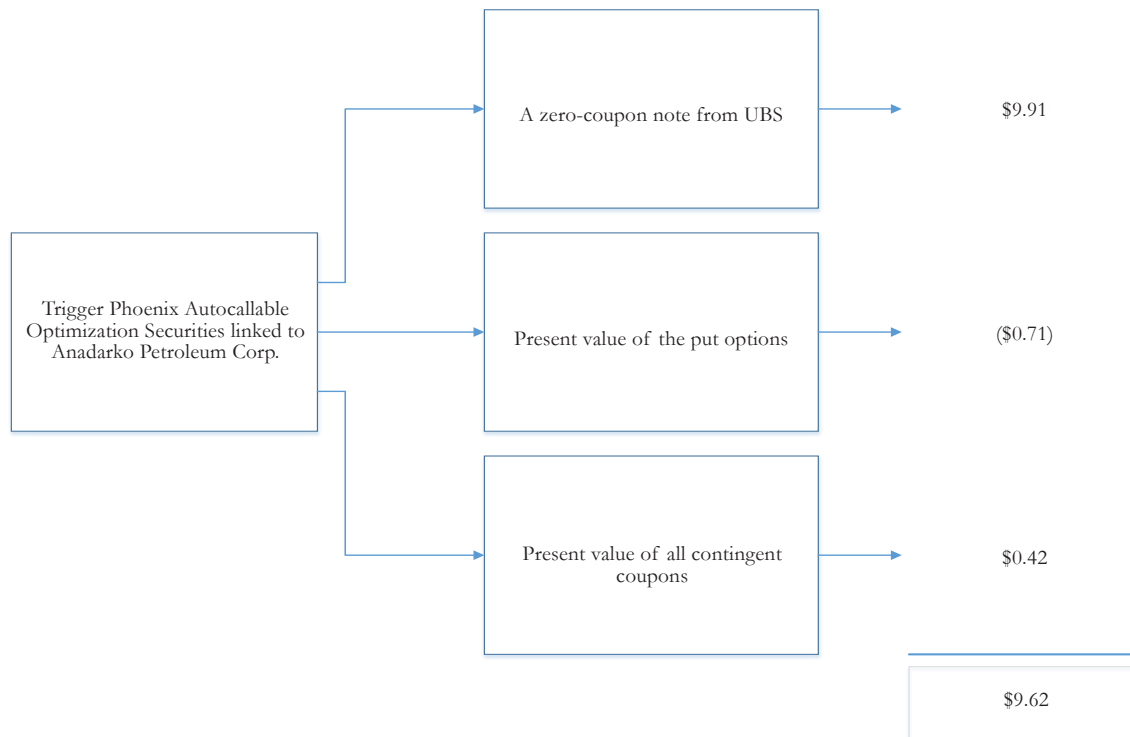 A zero-coupon note from UBS
$9.91
Trigger Phoenix Autocallable
Optimization Securities linked to
Anadarko Petroleum Corp.
Present value of the put options
($0.71)
Present value of all contingent
coupons
$0.42
$9.62